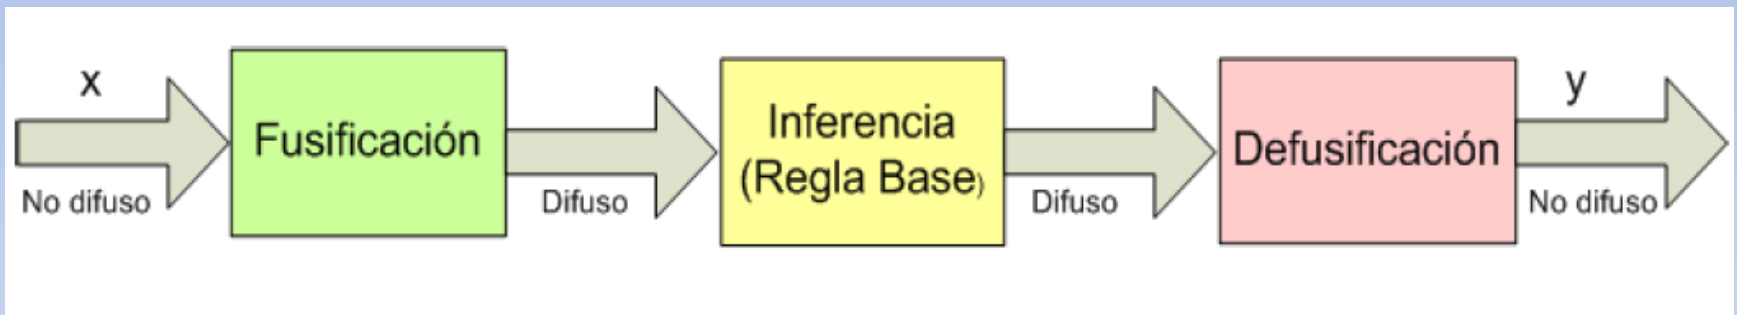 x
No difuso
Fusificación
Difuso
Inferencia
(Regla Base)
Difuso
Defusificación
y
No difuso